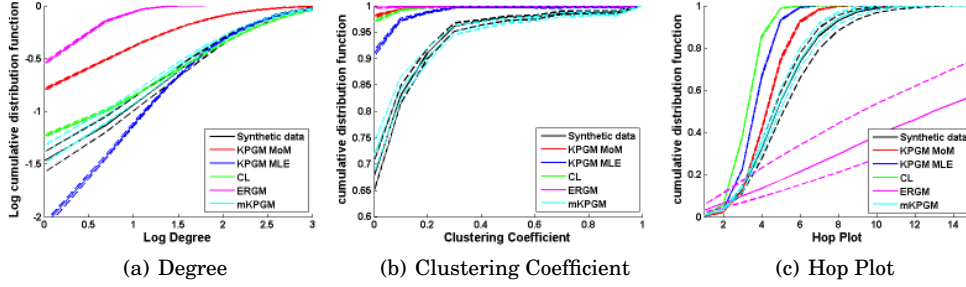 Log cumulative distribution function
0
-0.5
-1
-1.5
-2
0
0.5
1
1.5
2
2.5
3
Log Degree
Synthetic data
KPGM MoM
KPGM MLE
CL
ERGM
mKPGM
(a) Degree
cumulative distribution function
1
0.95
0.9
0.85
0.8
0.75
0.7
0.65
0.6
0
0.2
0.4
0.6
0.8
1
Clustering Coefficient
Synthetic data
KPGM MoM
KPGM MLE
CL
ERGM
mKPGM
(b) Clustering Coefficient
cumulative distribution function
1
0.8
0.6
0.4
0.2
0
2
4
6
8
10
12
14
Hop Plot
Synthetic data
KPGM MoM
KPGM MLE
CL
ERGM
mKPGM
(c) Hop Plot